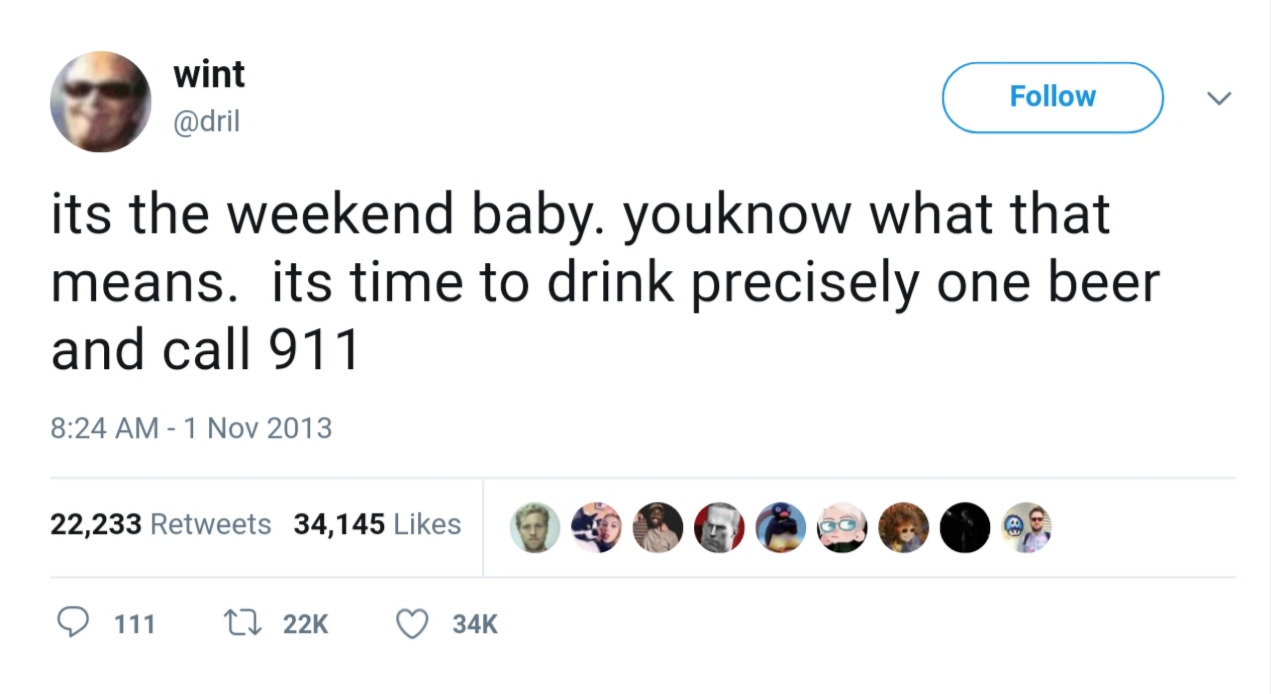 wint
@dril
Follow
its the weekend baby. youknow what that
means.  its time to drink precisely one beer
and call 911
8:24 AM - 1 Nov 2013
22,233 Retweets 34,145 Likes
111 22K 34K